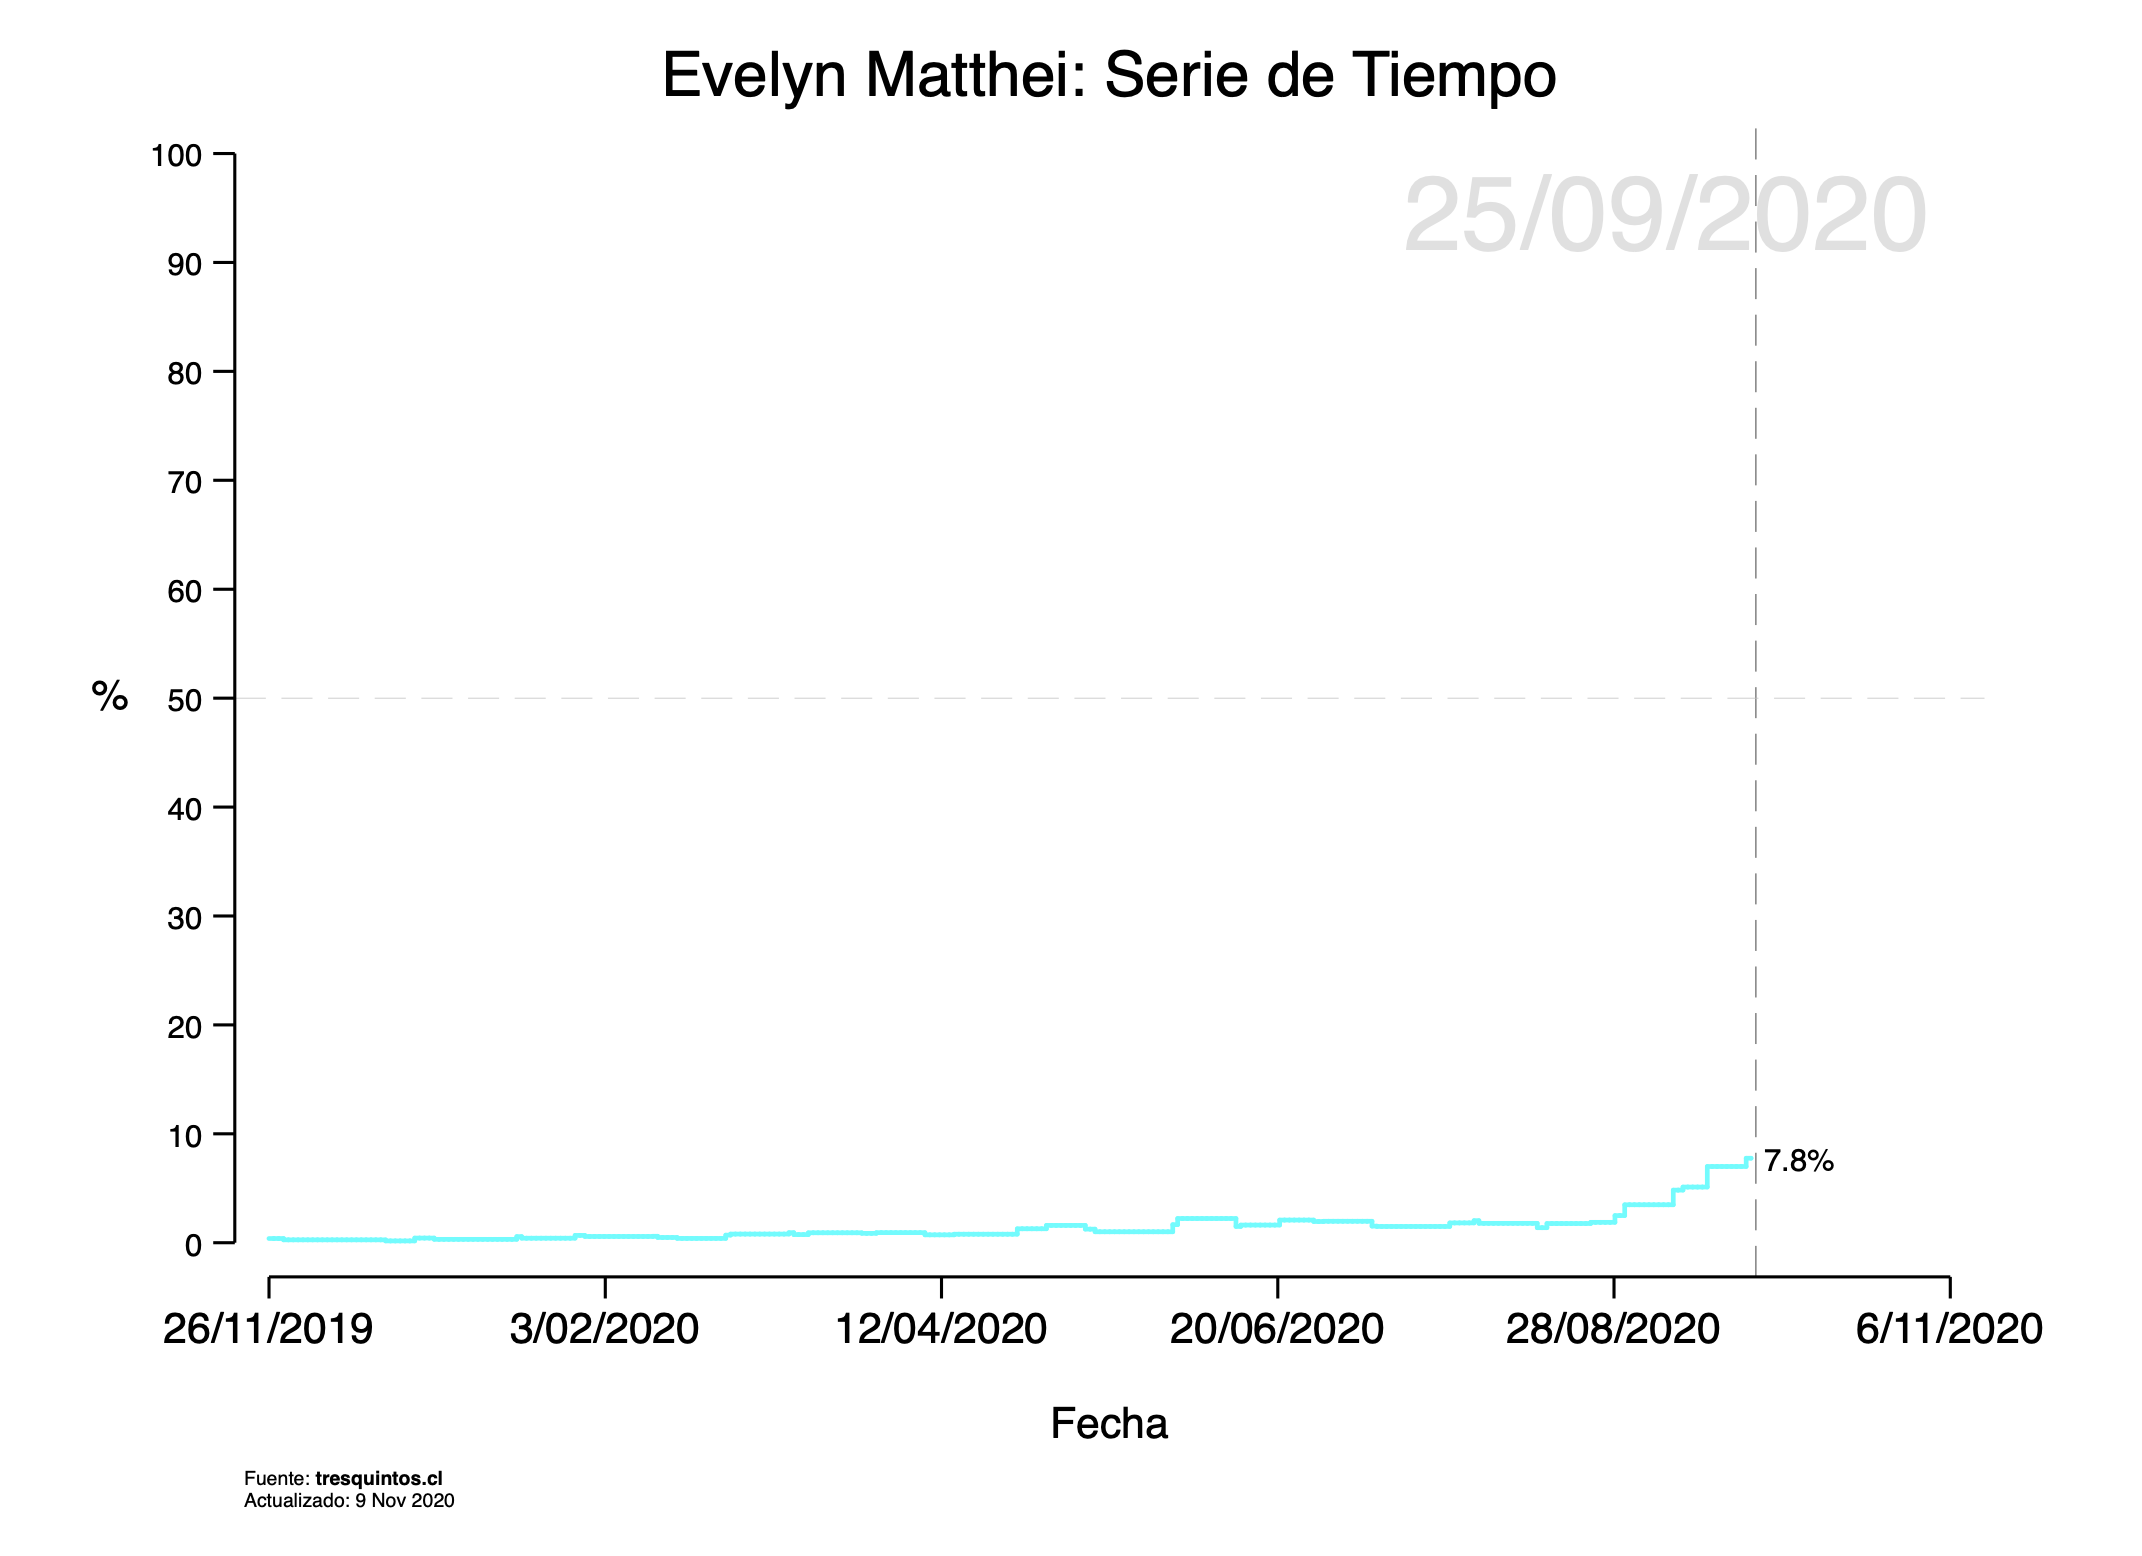 Evelyn Matthei: Serie de Tiempo
25/09/2020
100
90
80
70
60
50
40
30
20
10
0
%
7.8%
26/11/2019 3/02/2020 12/04/2020 20/06/2020 28/08/2020 6/11/2020
Fecha
Fuente: tresquintos.cl
Actualizado: 9 Nov 2020